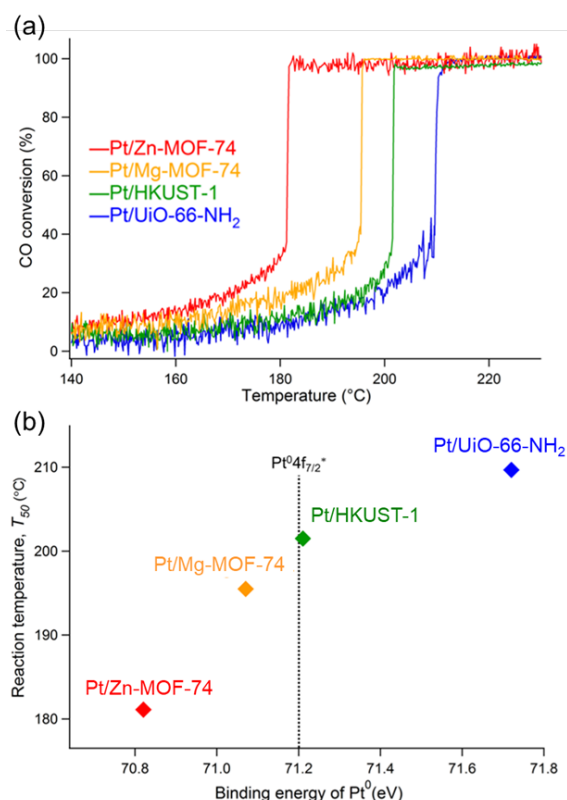 (a)
100
80
60
40
20
0
CO conversion (%)
Pt/Zn-MOF-74
Pt/Mg-MOF-74
Pt/HKUST-1
Pt/UiO-66-NH₂
140
160
180
200
220
Temperature (°C)
(b)
210
200
190
180
Reaction temperature, T₅₀ (°C)
Pt⁰4f₇/₂*
Pt/UiO-66-NH₂
Pt/HKUST-1
Pt/Mg-MOF-74
Pt/Zn-MOF-74
70.8
71.0
71.2
71.4
71.6
71.8
Binding energy of Pt⁰(eV)